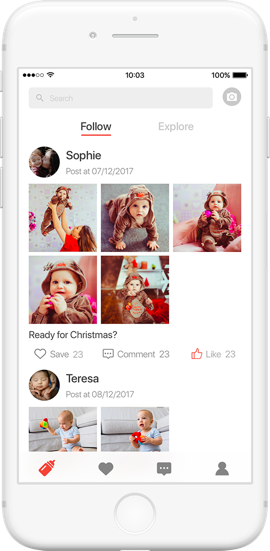 10:03 100%
Search
Follow Explore
Sophie
Post at 07/12/2017
Ready for Christmas?
Save 23 Comment 23 Like 23
Teresa
Post at 08/12/2017